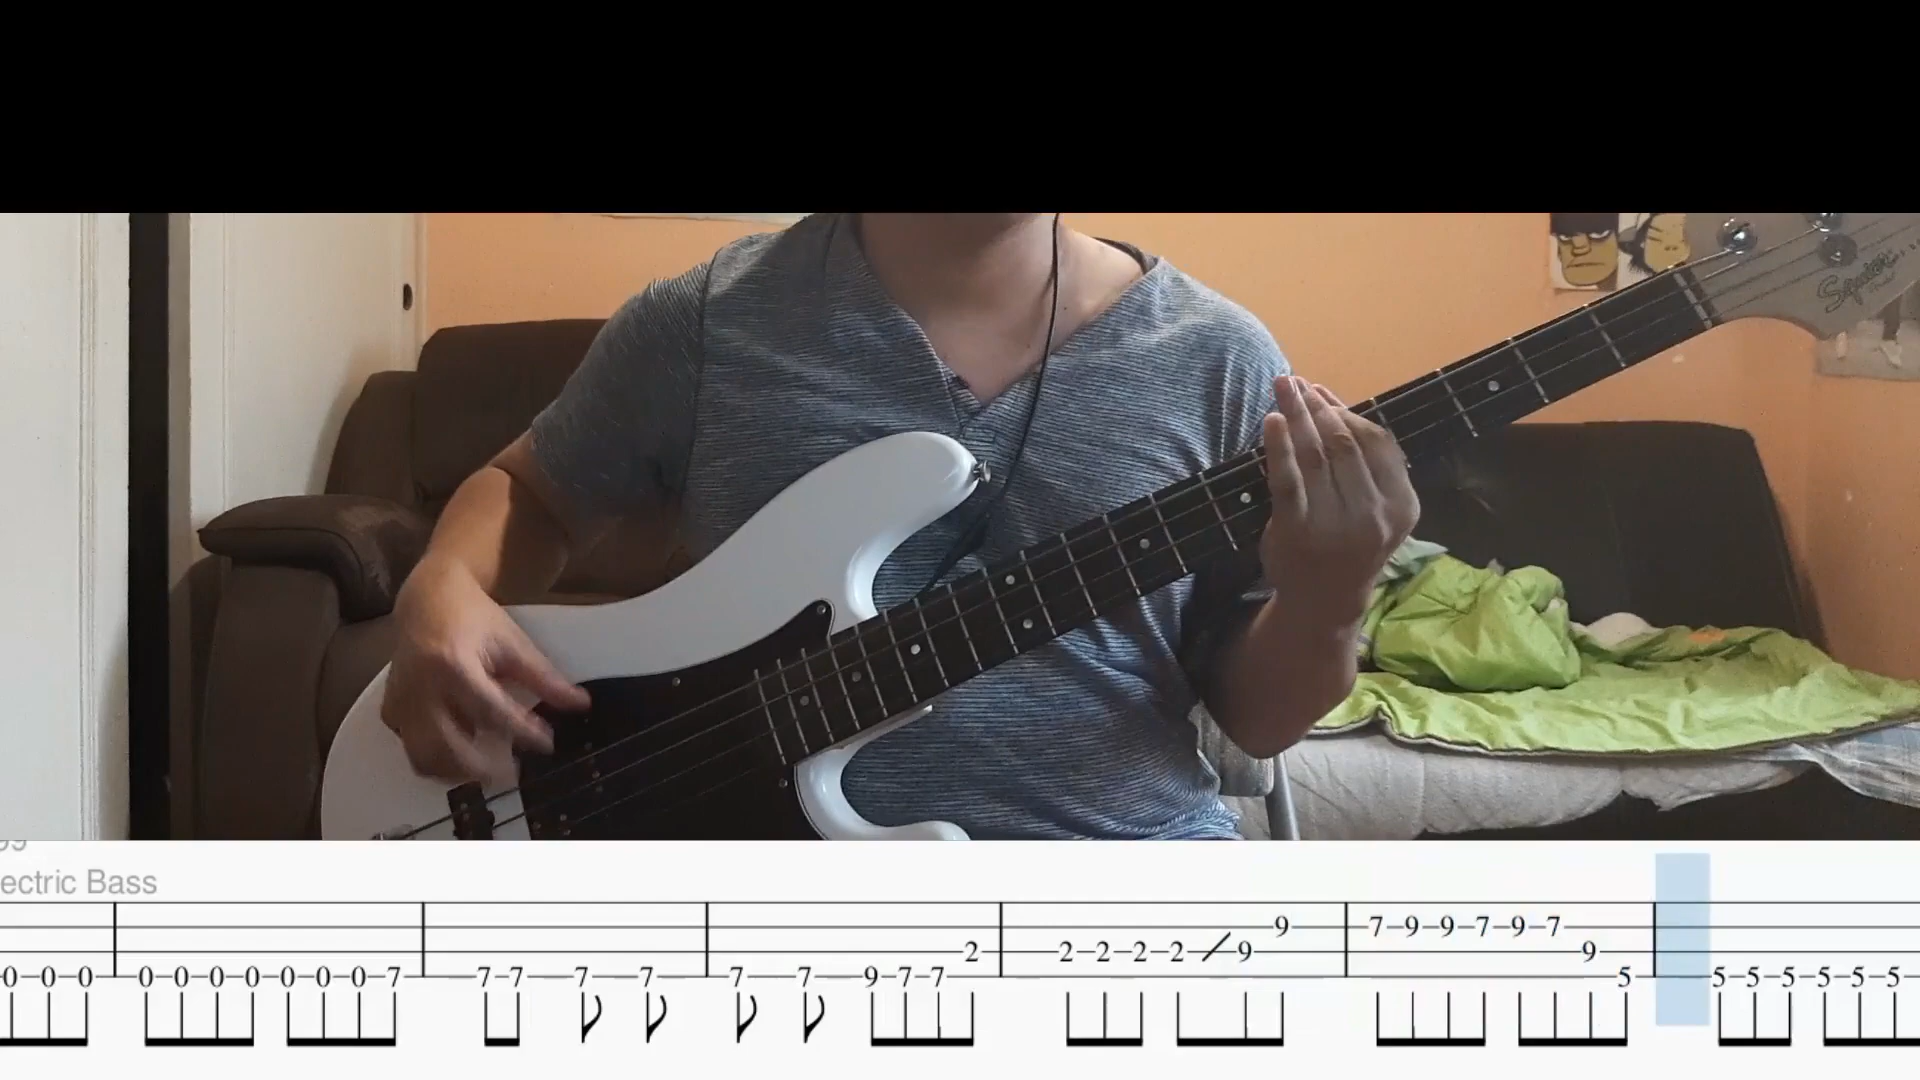 Squier
99
ectric Bass
9 7-9-9-7-9-7
2 2-2-2-2 9 9
0-0-0 0-0-0-0-0-0-0-7 7-7 7 7 7 7 9-7-7 5 5-5-5-5-5-5